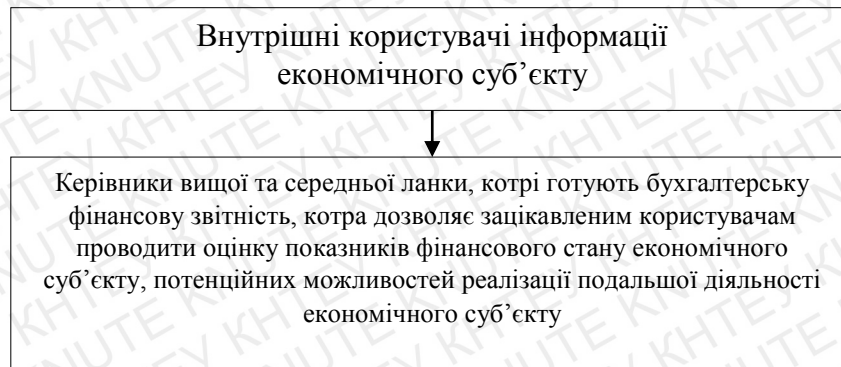 Внутрішні користувачі інформації
економічного суб’єкту
Керівники вищої та середньої ланки, котрі готують бухгалтерську
фінансову звітність, котра дозволяє зацікавленим користувачам
проводити оцінку показників фінансового стану економічного
суб’єкту, потенційних можливостей реалізації подальшої діяльності
економічного суб’єкту